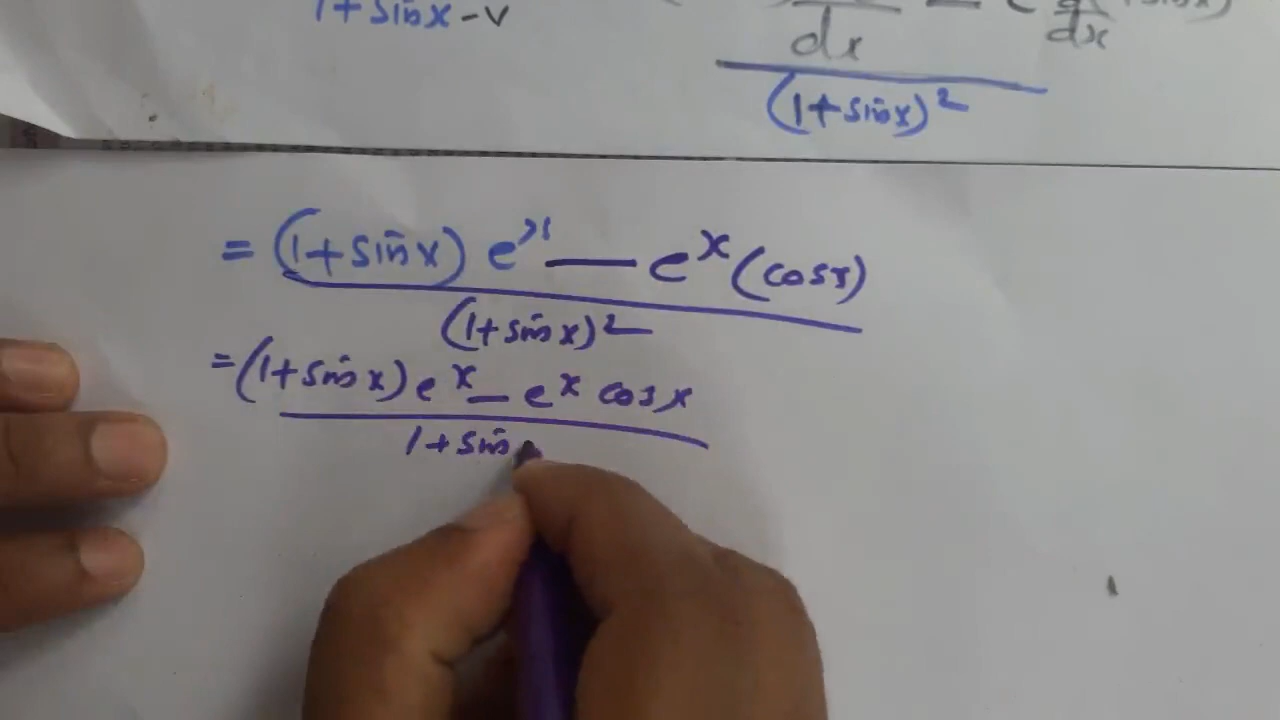 1 + sinx - v
dx
dx
(1+sinx)²
= (1+sinx) eˣ — eˣ (cosx)
(1+sinx)²
= (1+sinx) eˣ - eˣ cosx
1 + sin